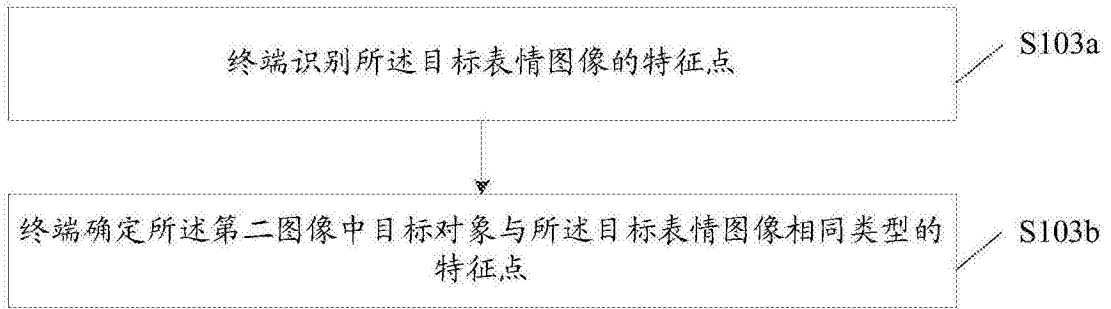 终端识别所述目标表情图像的特征点
S103a
终端确定所述第二图像中目标对象与所述目标表情图像相同类型的
特征点
S103b